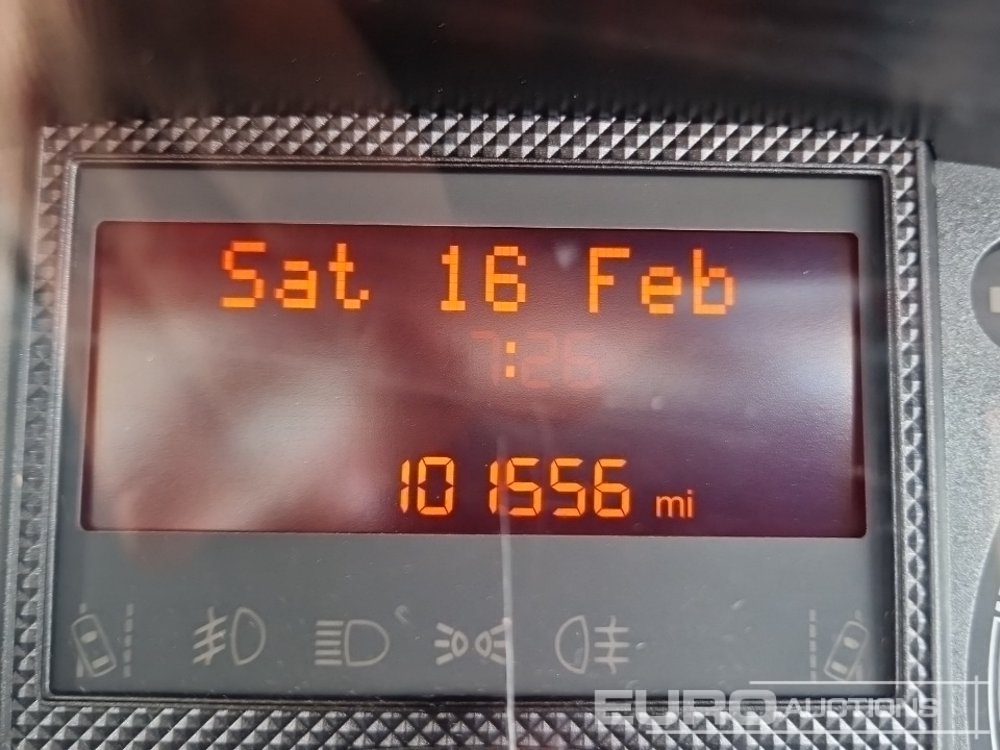 Sat 16 Feb
7:26
101556 mi
EURO AUCTIONS